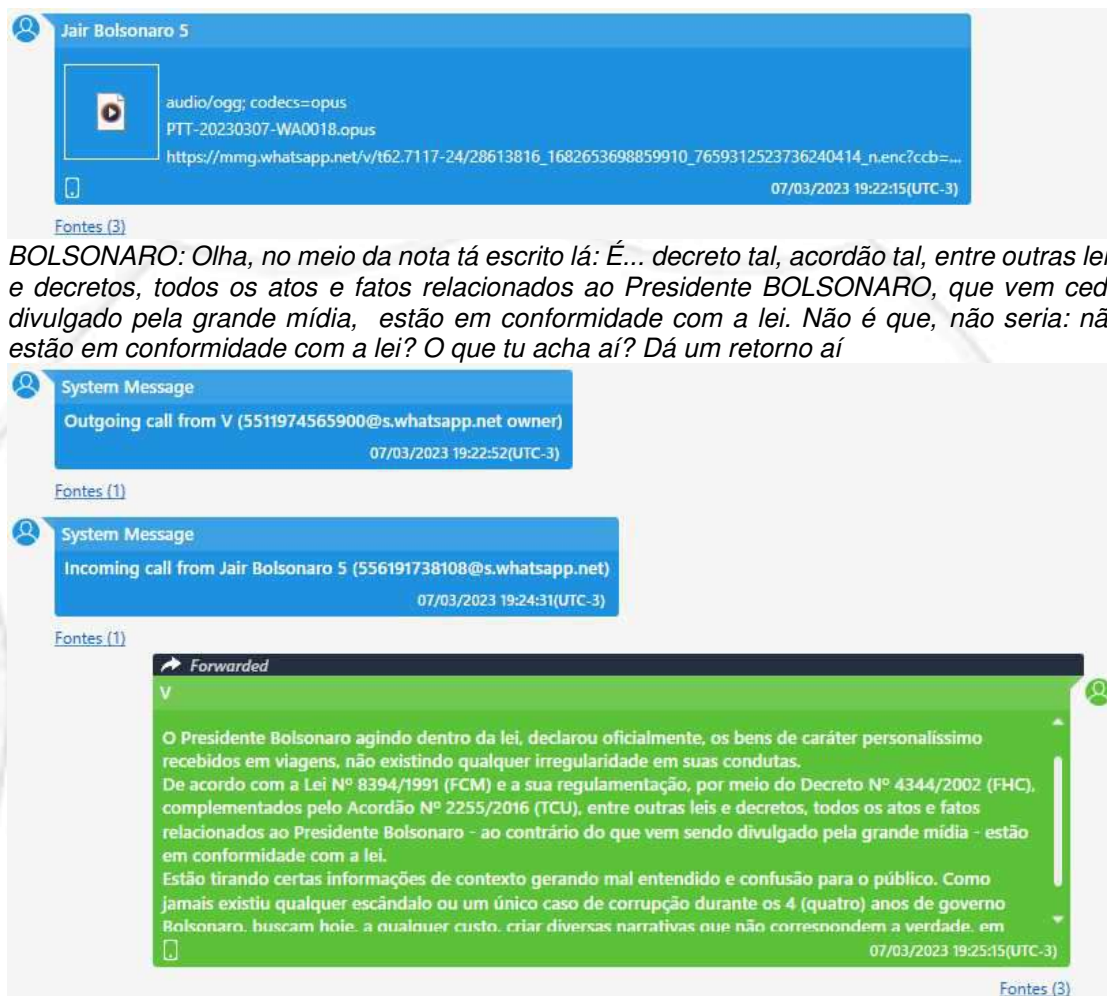 Jair Bolsonaro 5
audio/ogg; codecs=opus
PTT-20230307-WA0018.opus
https://mmg.whatsapp.net/v/t62.7117-24/28613816_1682653698859910_7659312523736240414_n.enc?ccb=...
07/03/2023 19:22:15(UTC-3)
Fontes (3)
BOLSONARO: Olha, no meio da nota tá escrito lá: É... decreto tal, acordão tal, entre outras lei
e decretos, todos os atos e fatos relacionados ao Presidente BOLSONARO, que vem ced
divulgado pela grande mídia, estão em conformidade com a lei. Não é que, não seria: nã
estão em conformidade com a lei? O que tu acha aí? Dá um retorno aí
System Message
Outgoing call from V (5511974565900@s.whatsapp.net owner)
07/03/2023 19:22:52(UTC-3)
Fontes (1)
System Message
Incoming call from Jair Bolsonaro 5 (556191738108@s.whatsapp.net)
07/03/2023 19:24:31(UTC-3)
Fontes (1)
Forwarded
V
O Presidente Bolsonaro agindo dentro da lei, declarou oficialmente, os bens de caráter personalíssimo
recebidos em viagens, não existindo qualquer irregularidade em suas condutas.
De acordo com a Lei Nº 8394/1991 (FCM) e a sua regulamentação, por meio do Decreto Nº 4344/2002 (FHC),
complementados pelo Acordão Nº 2255/2016 (TCU), entre outras leis e decretos, todos os atos e fatos
relacionados ao Presidente Bolsonaro - ao contrário do que vem sendo divulgado pela grande mídia - estão
em conformidade com a lei.
Estão tirando certas informações de contexto gerando mal entendido e confusão para o público. Como
jamais existiu qualquer escândalo ou um único caso de corrupção durante os 4 (quatro) anos de governo
Bolsonaro, buscam hoje, a qualquer custo, criar diversas narrativas que não correspondem a verdade, em
07/03/2023 19:25:15(UTC-3)
Fontes (3)